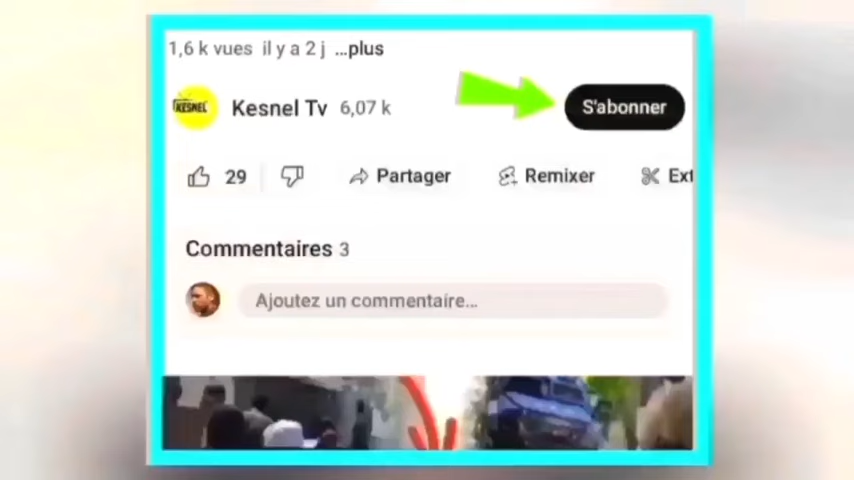 1,6 k vues il y a 2 j ...plus
KESNEL
Kesnel Tv 6,07 k
S'abonner
29
Partager
Remixer
Ext
Commentaires 3
Ajoutez un commentaire...